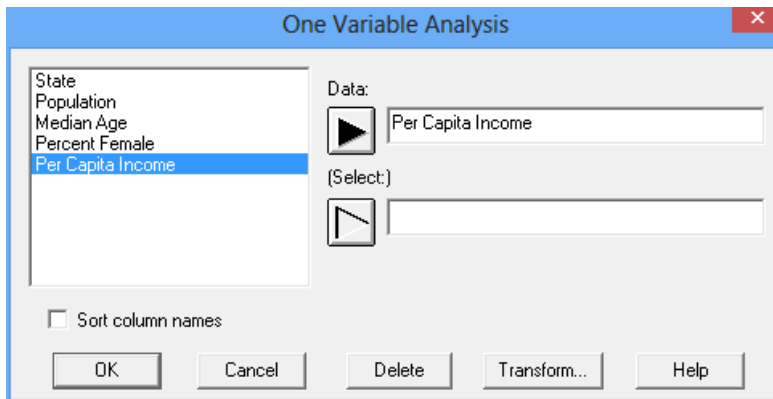 One Variable Analysis
State
Population
Median Age
Percent Female
Per Capita Income
Data:
Per Capita Income
(Select:)
Sort column names
OK
Cancel
Delete
Transform...
Help